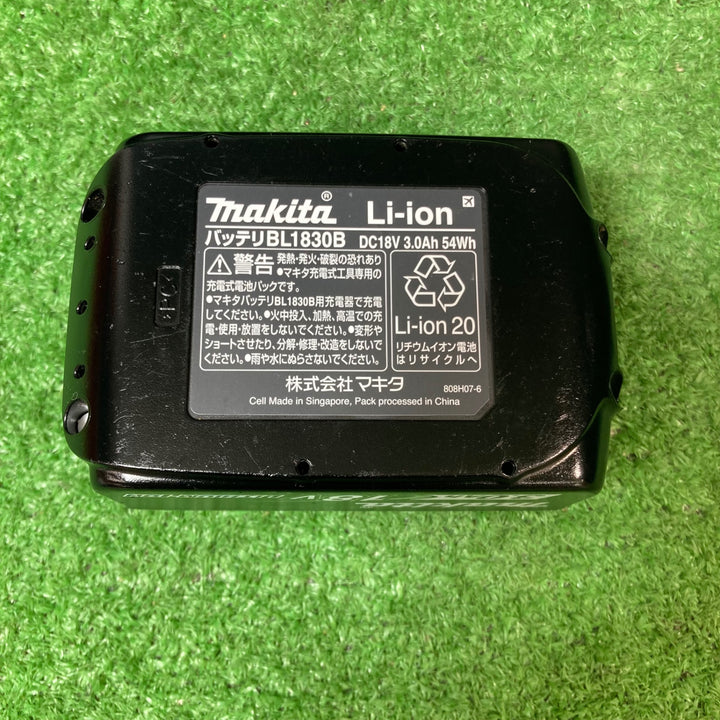 makita® Li-ion
バッテリBL1830B DC18V 3.0Ah 54Wh
警告 発熱・発火・破裂の恐れあり
●マキタ充電式工具専用の
充電式電池パックです。
●マキタバッテリBL1830B用充電器で充電
してください。●火中投入、加熱、高温での充
電・使用・放置をしないでください。●変形や
ショートさせたり、分解・修理・改造をしないで
ください。●雨や水にぬらさないでください。
Li-ion 20
リチウムイオン電池
はリサイクルへ
株式会社マキタ 808H07-6
Cell Made in Singapore, Pack processed in China
>PC<
18V